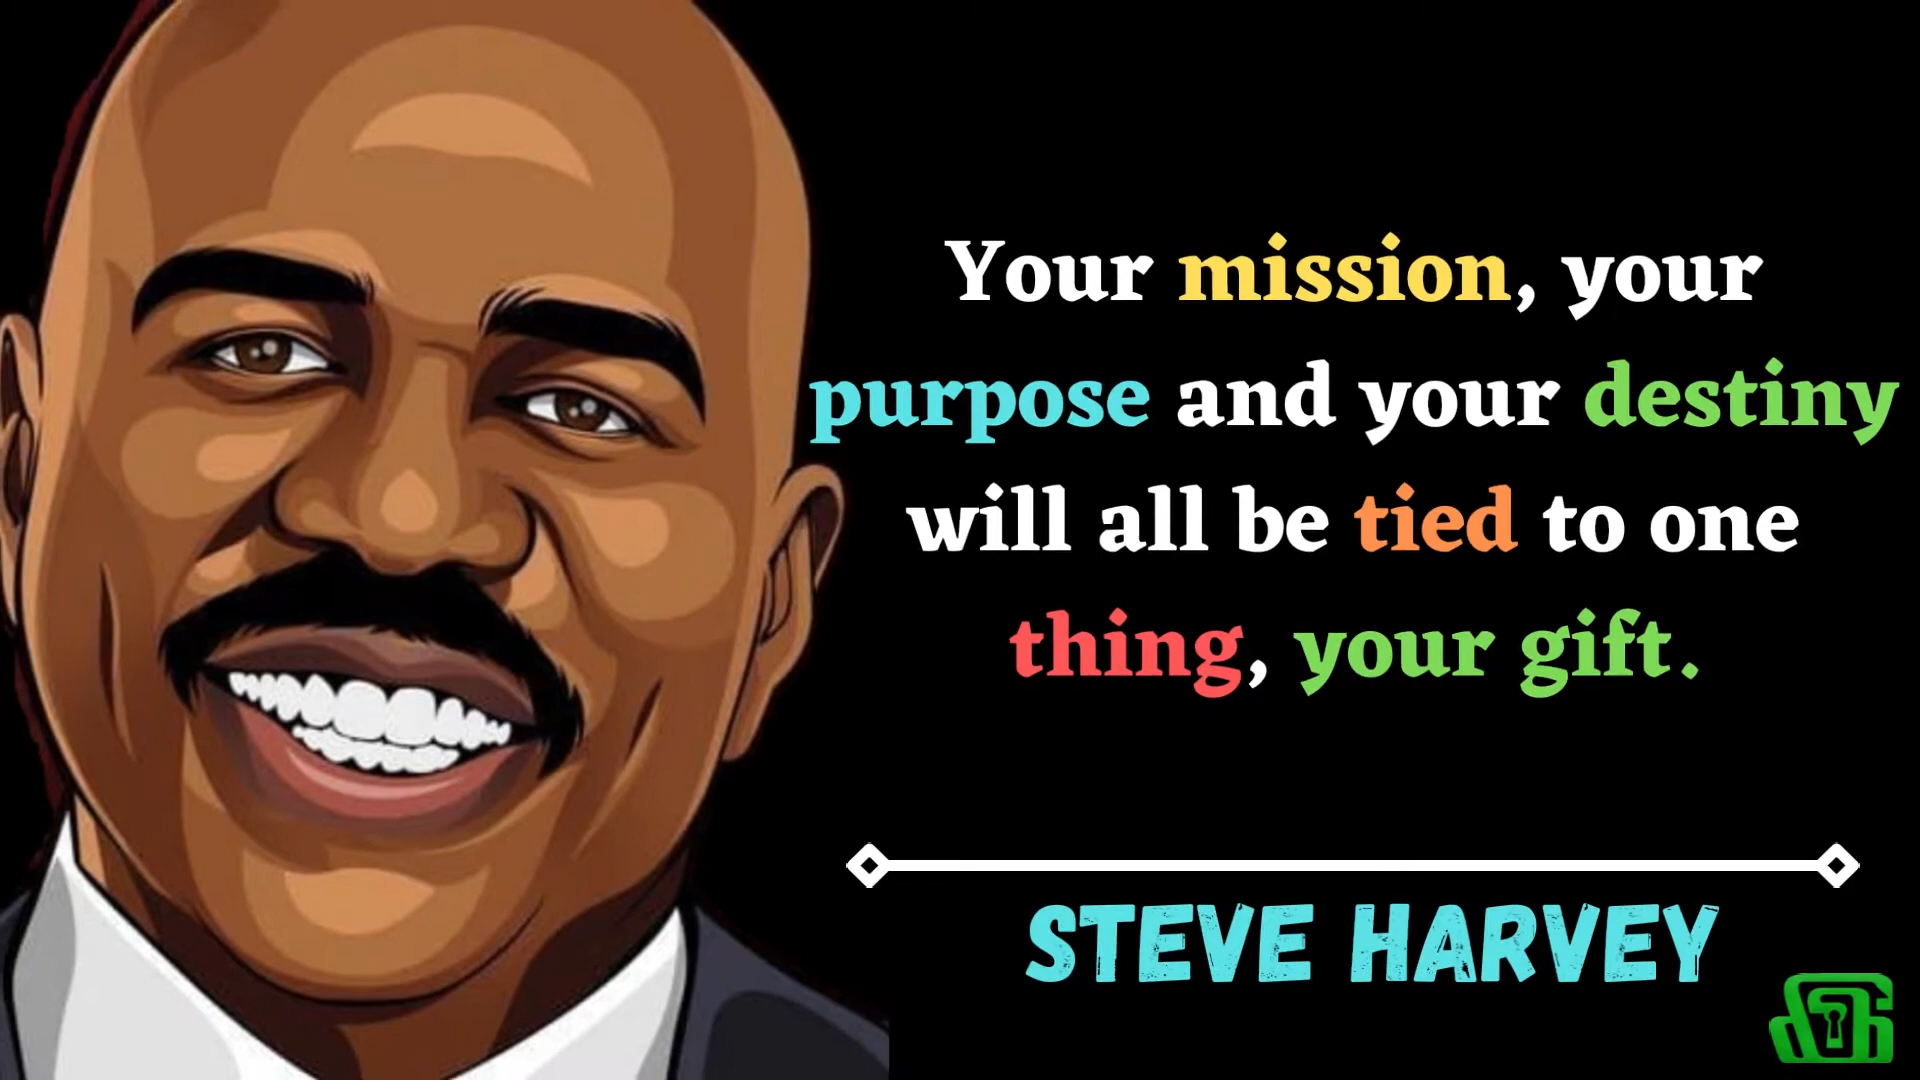 Your mission, your
purpose and your destiny
will all be tied to one
thing, your gift.
STEVE HARVEY